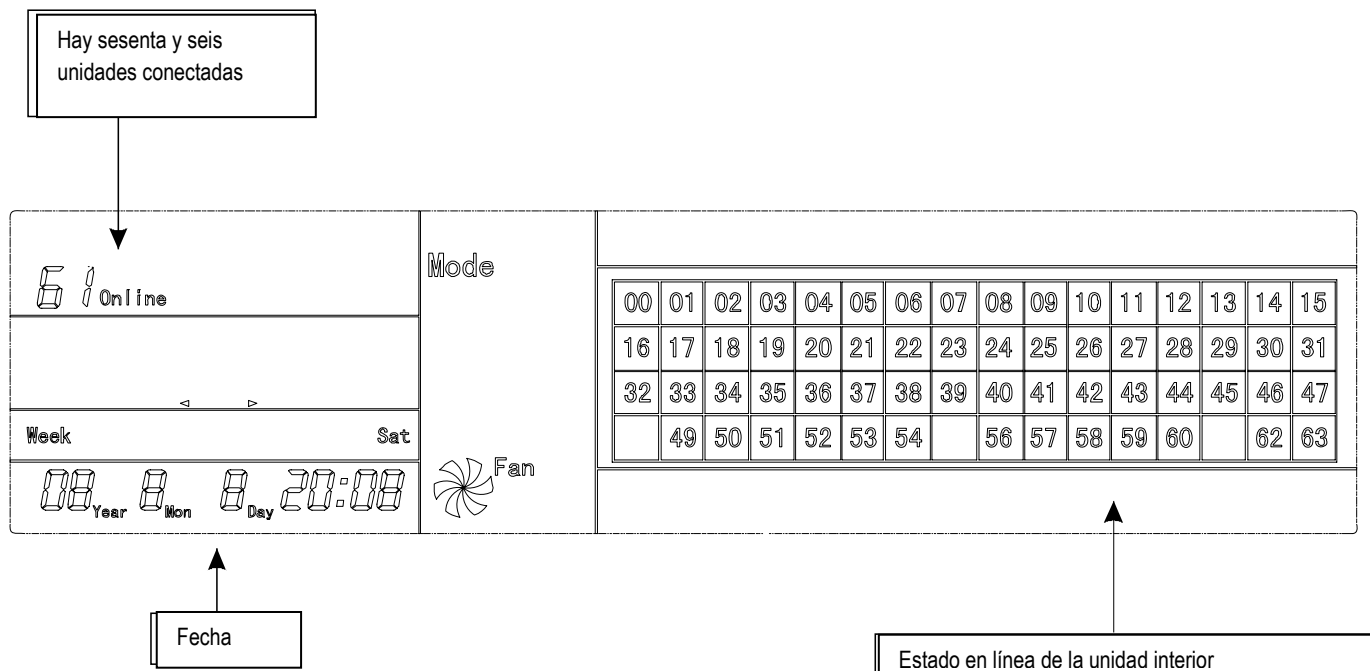 Hay sesenta y seis
unidades conectadas
61 Online
Mode
00 01 02 03 04 05 06 07 08 09 10 11 12 13 14 15
16 17 18 19 20 21 22 23 24 25 26 27 28 29 30 31
32 33 34 35 36 37 38 39 40 41 42 43 44 45 46 47
49 50 51 52 53 54 56 57 58 59 60 62 63
Week Sat
08 Year 8 Mon 8 Day 20:08
Fan
Fecha
Estado en línea de la unidad interior